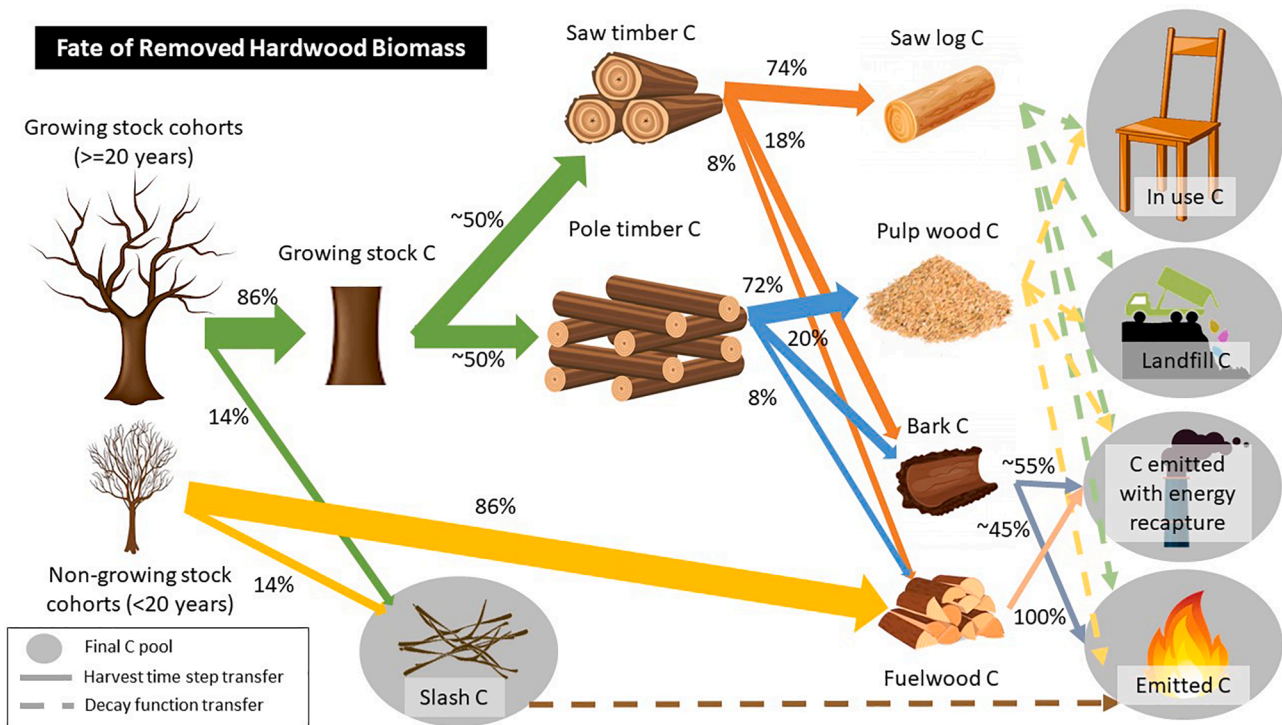 Fate of Removed Hardwood Biomass
Saw timber C
Saw log C
74%
18%
8%
In use C
Growing stock cohorts
(>=20 years)
~50%
Pole timber C
Pulp wood C
Growing stock C
86%
72%
~50%
20%
Landfill C
14%
8%
Bark C
~55%
C emitted
with energy
recapture
86%
~45%
Non-growing stock
cohorts (<20 years)
14%
100%
Final C pool
Harvest time step transfer
Decay function transfer
Slash C
Fuelwood C
Emitted C